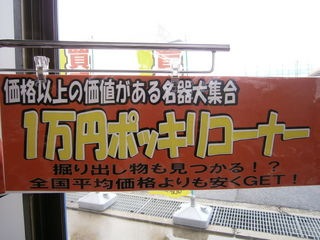 価格以上の価値がある名器大集合
1万円ポッキリコーナー
掘り出し物も見つかる!?
全国平均価格よりも安くGET!